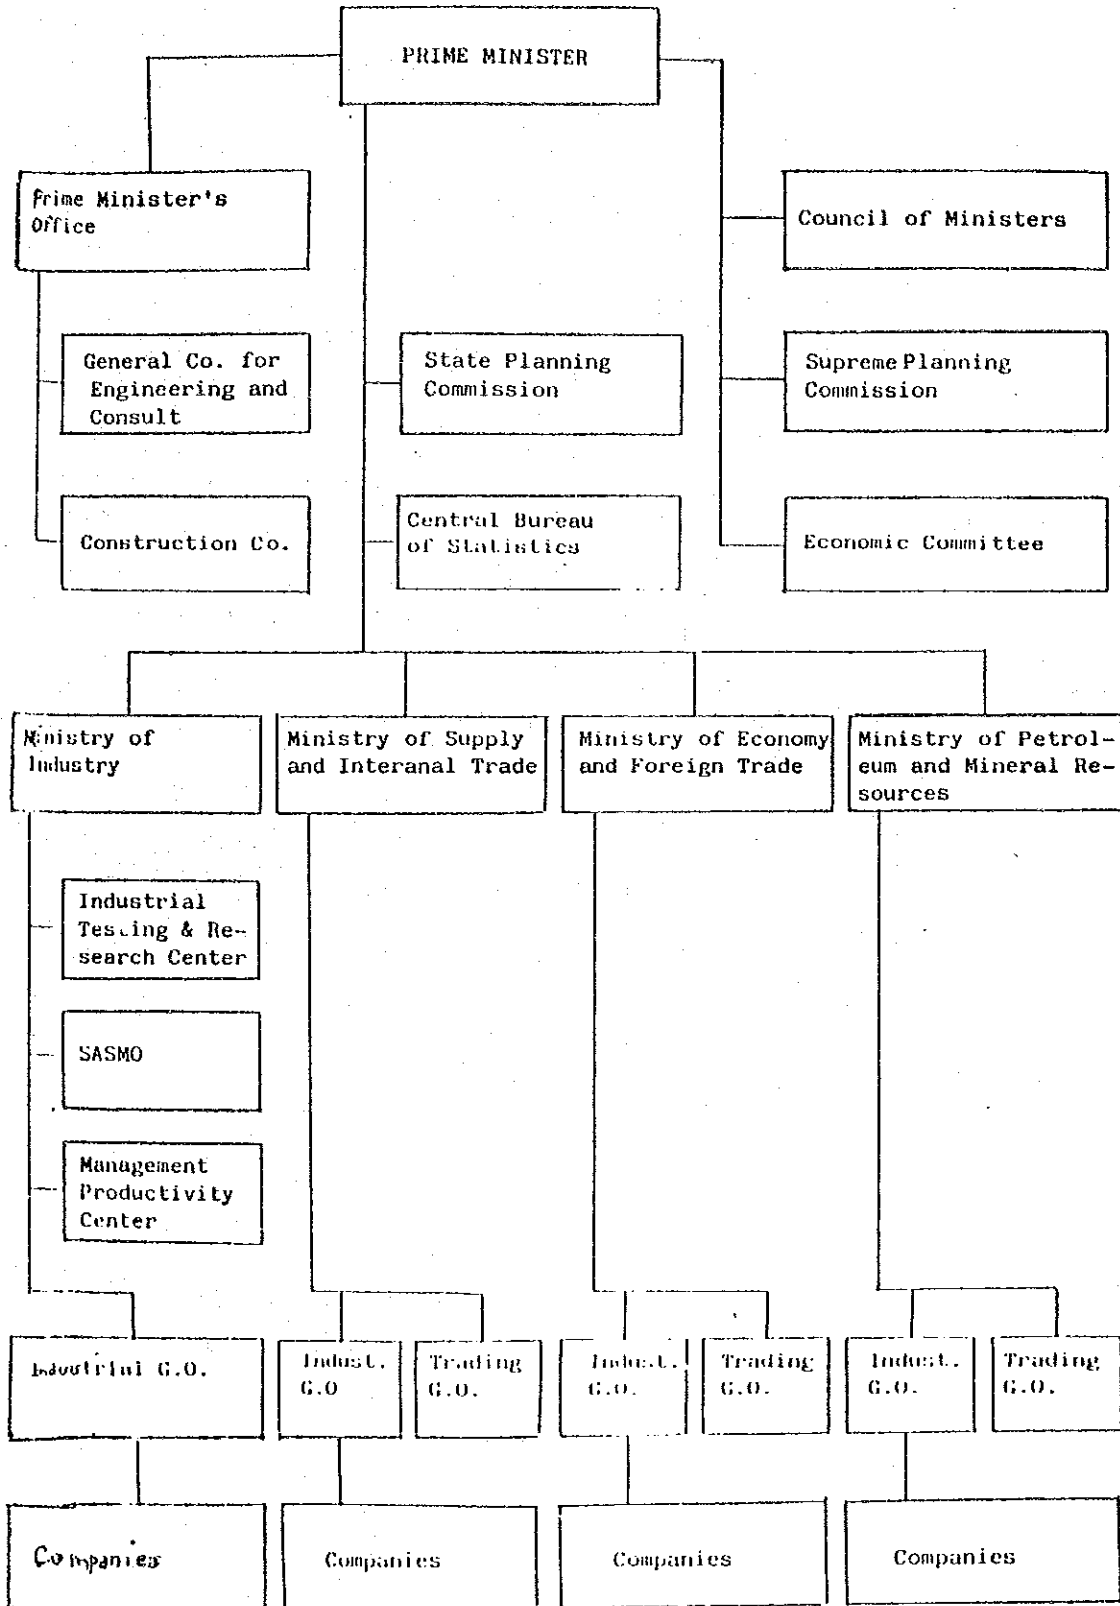 PRIME MINISTER
Prime Minister's
Office
Council of Ministers
General Co. for
Engineering and
Consult
State Planning
Commission
Supreme Planning
Commission
Construction Co.
Central Bureau
of Statistics
Economic Committee
Ministry of
Industry
Ministry of Supply
and Interanal Trade
Ministry of Economy
and Foreign Trade
Ministry of Petrol-
eum and Mineral Re-
sources
Industrial
Testing & Re-
search Center
SASMO
Management
Productivity
Center
Industrial G.O.
Indust.
G.O
Trading
G.O.
Indust.
G.O.
Trading
G.O.
Indust.
G.O.
Trading
G.O.
Companies
Companies
Companies
Companies